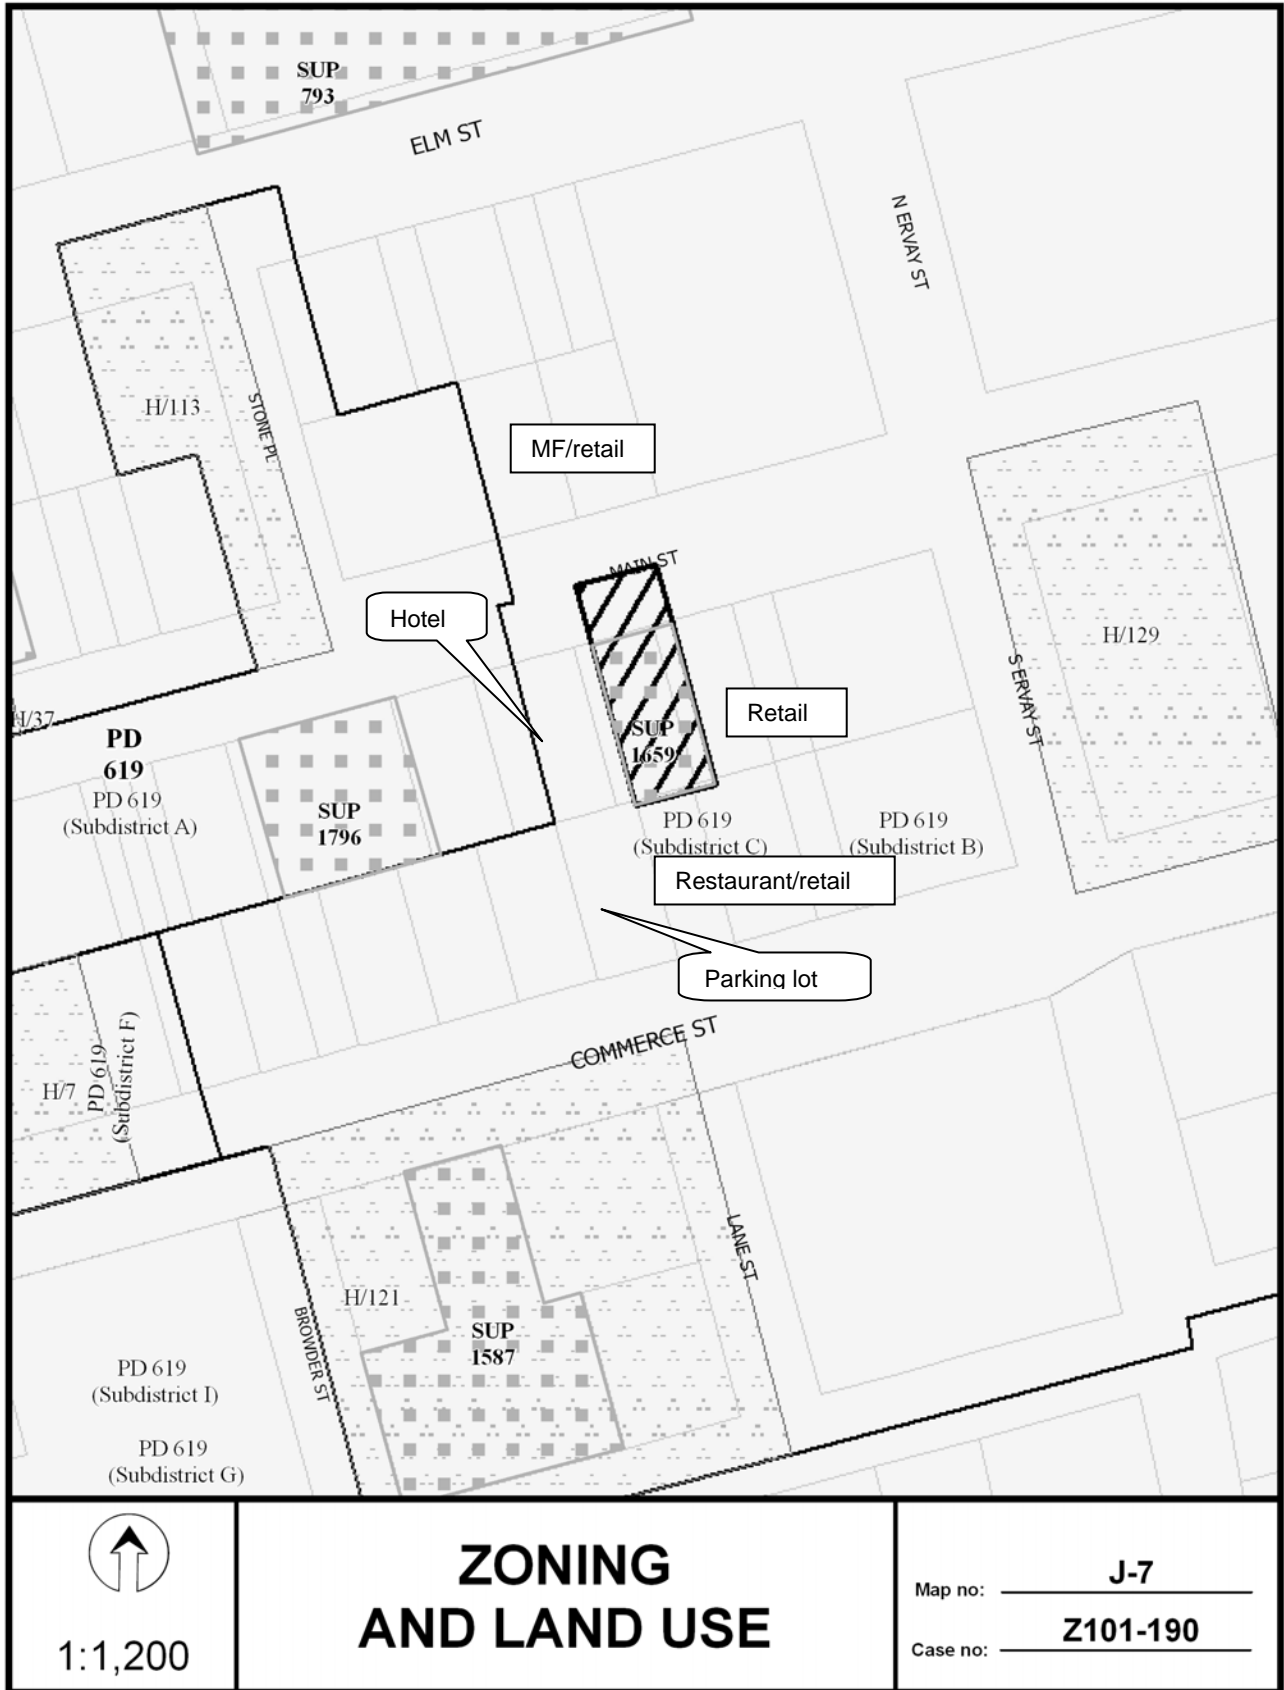 SUP
793
ELM ST
N ERVAY ST
H/113
STONE PL
MF/retail
MAIN ST
Hotel
H/129
S ERVAY ST
Retail
H/37
PD
619
PD 619
(Subdistrict A)
SUP
1659
SUP
1796
PD 619
(Subdistrict C)
PD 619
(Subdistrict B)
Restaurant/retail
Parking lot
COMMERCE ST
H/7
PD 619
(Subdistrict F)
LANE ST
H/121
BROWDER ST
SUP
1587
PD 619
(Subdistrict I)
PD 619
(Subdistrict G)
1:1,200
ZONING
AND LAND USE
Map no: J-7
Case no: Z101-190